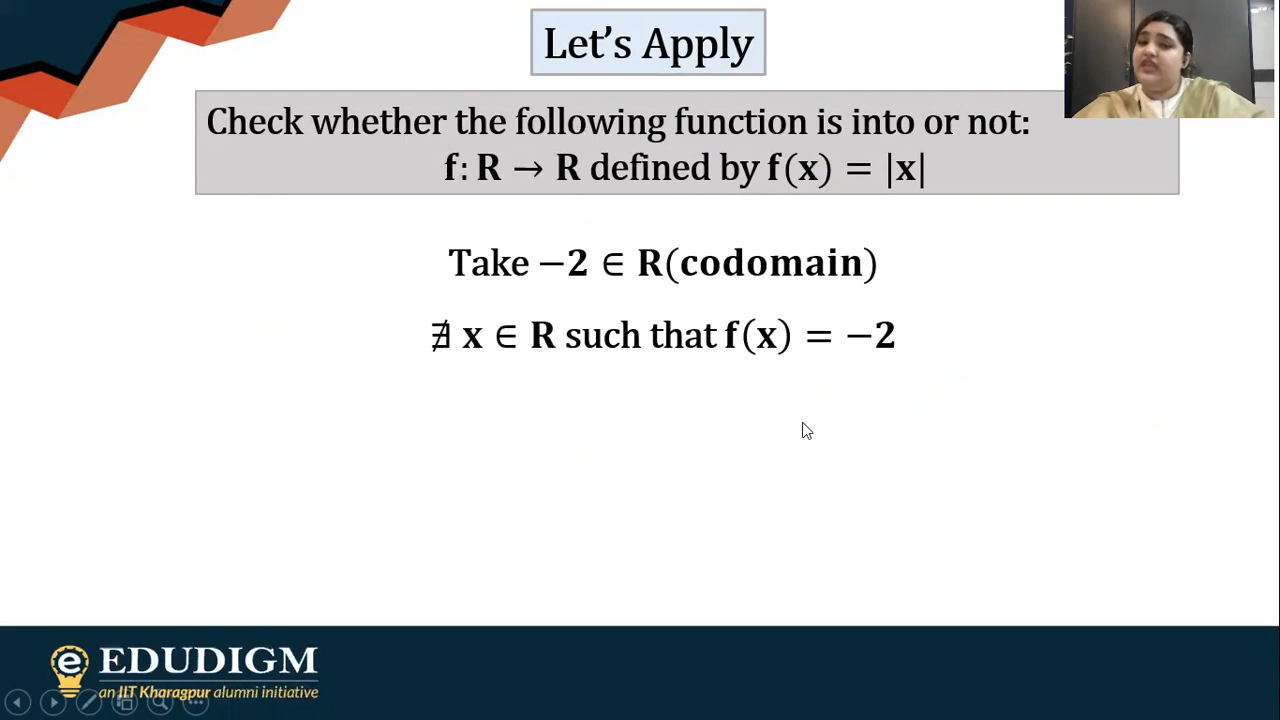 Let's Apply
Check whether the following function is into or not:
f: R → R defined by f(x) = |x|
Take −2 ∈ R(codomain)
∄ x ∈ R such that f(x) = −2
EDUDIGM
an IIT Kharagpur alumni initiative